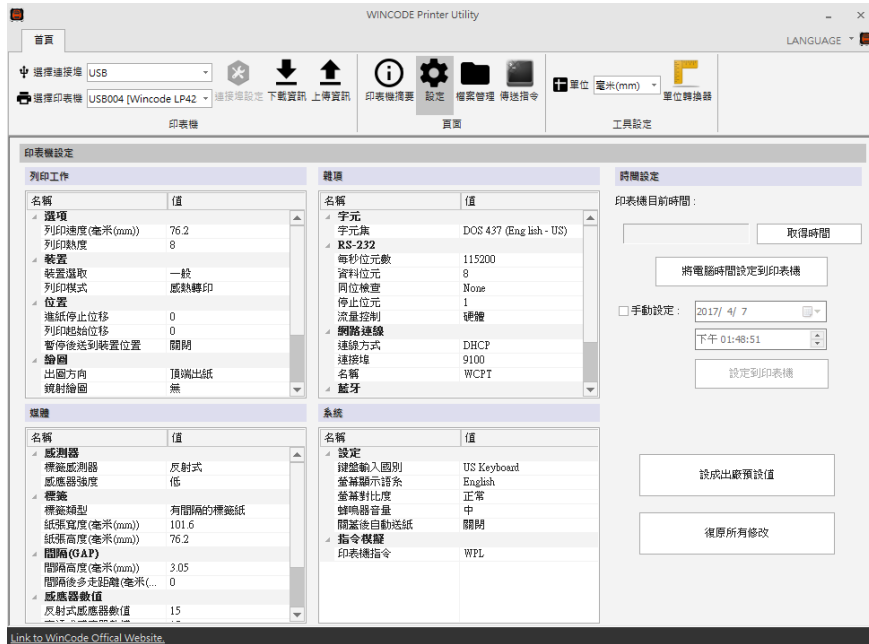 WINCODE Printer Utility
首頁
LANGUAGE
選擇連接埠 USB
連接埠設定 下載資訊 上傳資訊 印表機摘要 設定 檔案管理 傳送指令
單位 毫米(mm) 單位轉換器
選擇印表機 USB004 [Wincode LP42
印表機 頁面 工具設定
印表機設定
列印工作
名稱 值
選項
列印速度(毫米(mm)) 76.2
列印熱度 8
裝置
裝置選取 一般
列印模式 感熱轉印
位置
進紙停止位移 0
列印起始位移 0
暫停後送到裝置位置 關閉
繪圖
出圖方向 頂端出紙
鏡射繪圖 無
雜項
名稱 值
字元
字元集 DOS 437 (Eng lish - US)
RS-232
每秒位元數 115200
資料位元 8
同位檢查 None
停止位元 1
流量控制 硬體
網路連線
連線方式 DHCP
連接埠 9100
名稱 WCPT
藍牙
時間設定
印表機目前時間 :
取得時間
將電腦時間設定到印表機
手動設定 : 2017/ 4/ 7
下午 01:48:51
設定到印表機
媒體
名稱 值
感測器
標籤感測器 反射式
感應器強度 低
標籤
標籤類型 有間隔的標籤紙
紙張寬度(毫米(mm)) 101.6
紙張高度(毫米(mm)) 76.2
間隔(GAP)
間隔高度(毫米(mm)) 3.05
間隔後多走距離(毫米(... 0
感應器數值
反射式感應器數值 15
系統
名稱 值
設定
鍵盤輸入國別 US Keyboard
螢幕顯示語系 English
螢幕對比度 正常
蜂鳴器音量 中
關蓋後自動送紙 關閉
指令模擬
印表機指令 WPL
設成出廠預設值
復原所有修改
Link to WinCode Offical Website.